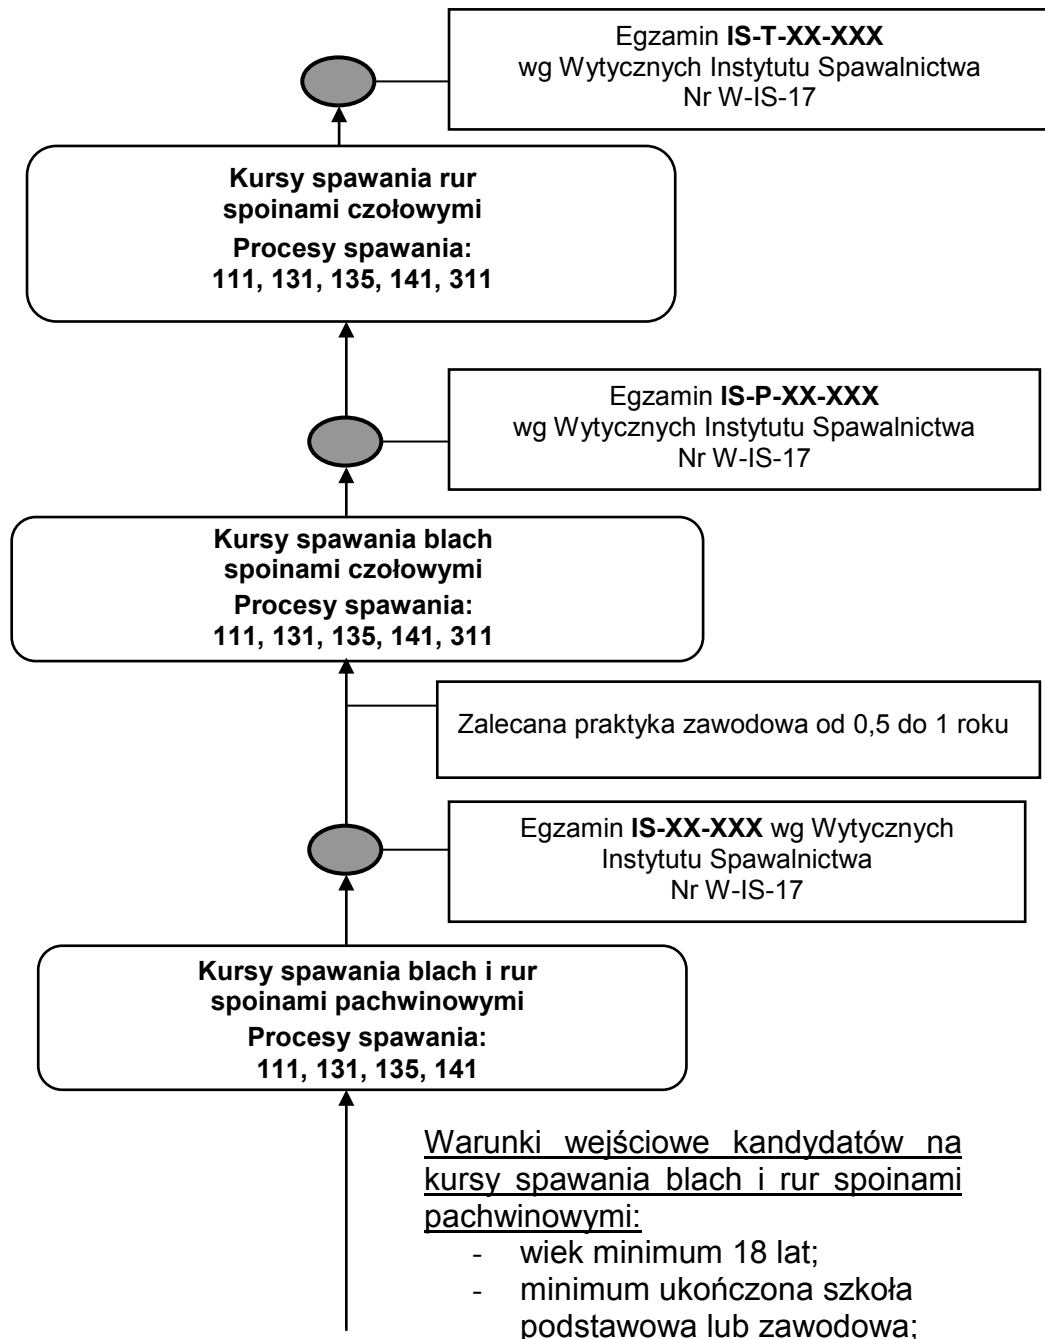 Egzamin IS-T-XX-XXX
wg Wytycznych Instytutu Spawalnictwa
Nr W-IS-17
Kursy spawania rur
spoinami czołowymi
Procesy spawania:
111, 131, 135, 141, 311
Egzamin IS-P-XX-XXX
wg Wytycznych Instytutu Spawalnictwa
Nr W-IS-17
Kursy spawania blach
spoinami czołowymi
Procesy spawania:
111, 131, 135, 141, 311
Zalecana praktyka zawodowa od 0,5 do 1 roku
Egzamin IS-XX-XXX wg Wytycznych
Instytutu Spawalnictwa
Nr W-IS-17
Kursy spawania blach i rur
spoinami pachwinowymi
Procesy spawania:
111, 131, 135, 141
Warunki wejściowe kandydatów na
kursy spawania blach i rur spoinami
pachwinowymi:
- wiek minimum 18 lat;
- minimum ukończona szkoła
podstawowa lub zawodowa;